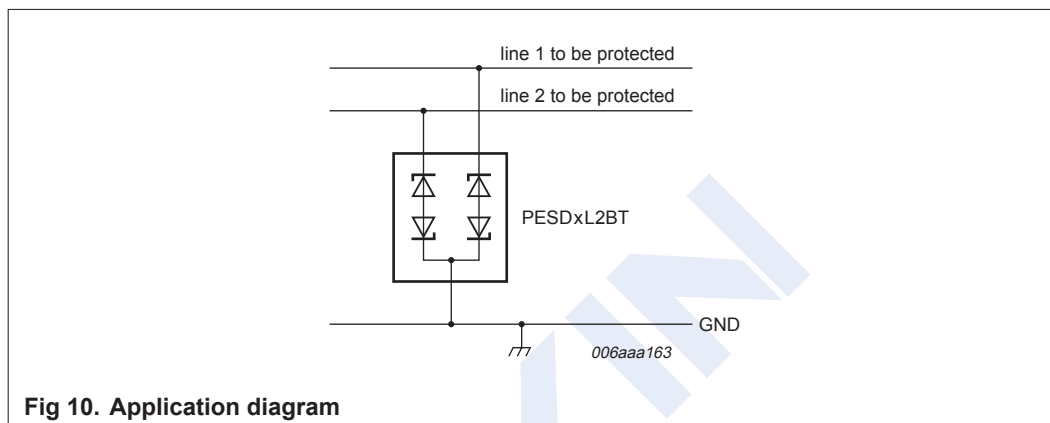 line 1 to be protected
line 2 to be protected
PESDxL2BT
GND
006aaa163
Fig 10. Application diagram